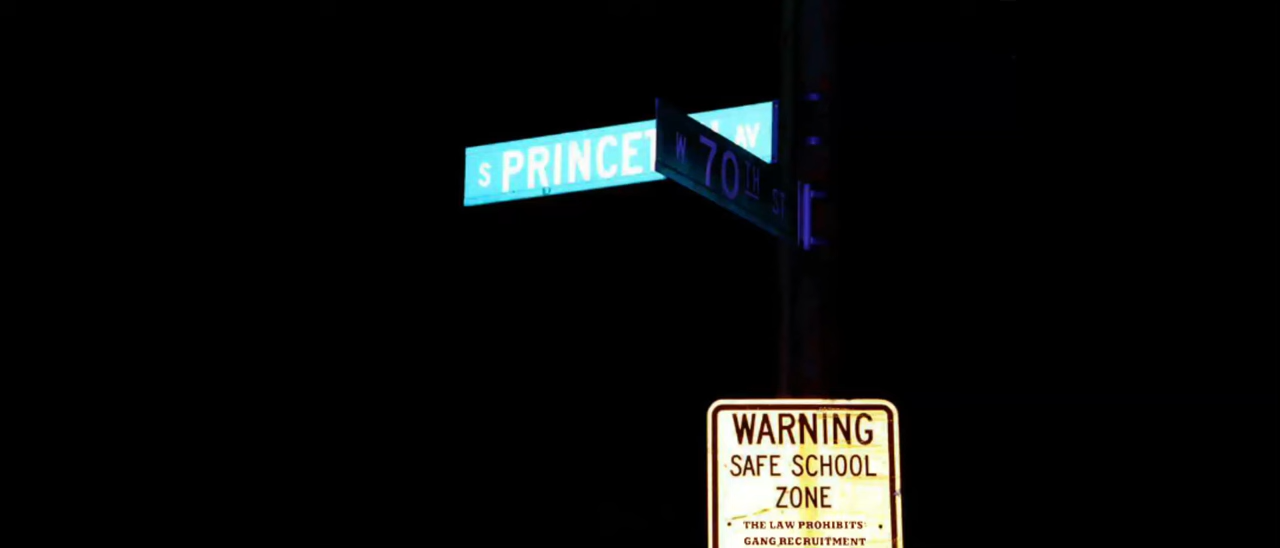 S PRINCET AV
W 70TH ST
WARNING
SAFE SCHOOL
ZONE
THE LAW PROHIBITS
GANG RECRUITMENT